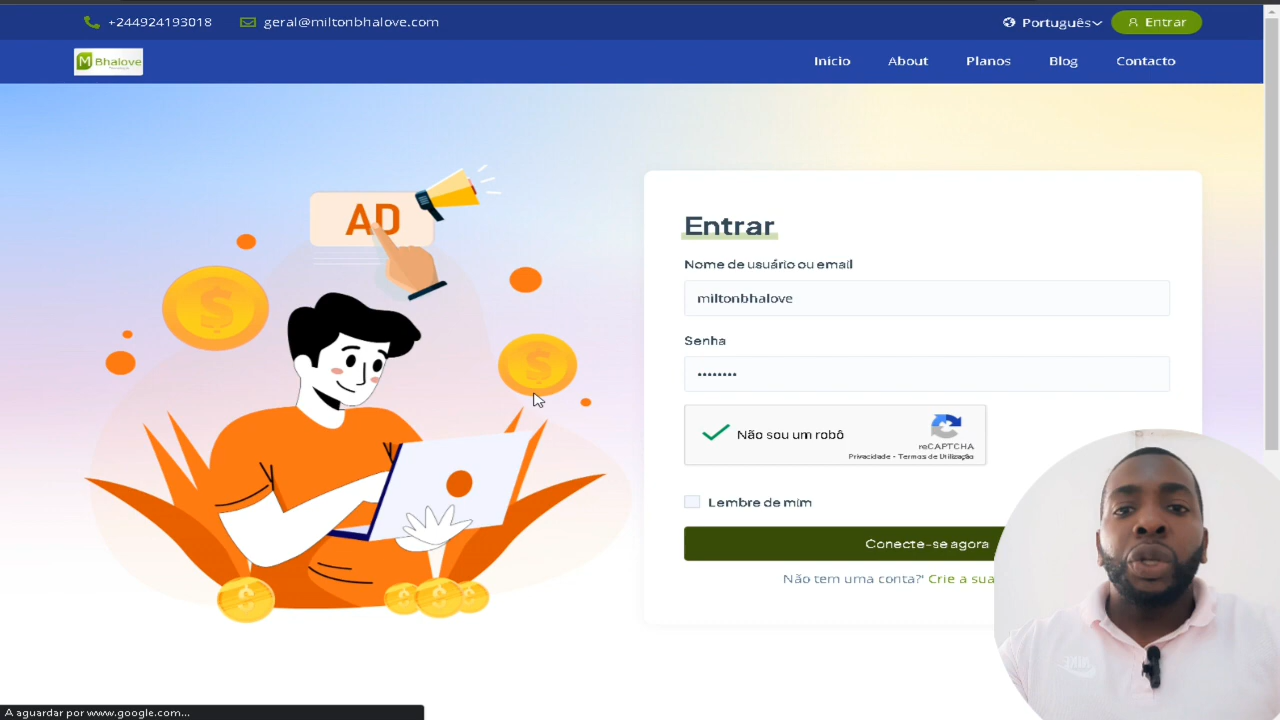 +244924193018
geral@miltonbhalove.com
Português
Entrar
M Bhalove
Inicio
About
Planos
Blog
Contacto
AD
Entrar
Nome de usuário ou email
miltonbhalove
Senha
••••••••
Não sou um robô
reCAPTCHA
Privacidade - Termos de Utilização
Lembre de mim
Conecte-se agora
Não tem uma conta? Crie a sua
NIKE
A aguardar por www.google.com...